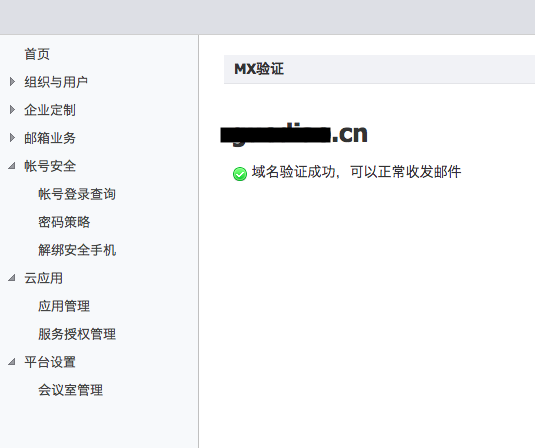 首页
组织与用户
企业定制
邮箱业务
帐号安全
帐号登录查询
密码策略
解绑安全手机
云应用
应用管理
服务授权管理
平台设置
会议室管理
MX验证
.cn
域名验证成功，可以正常收发邮件